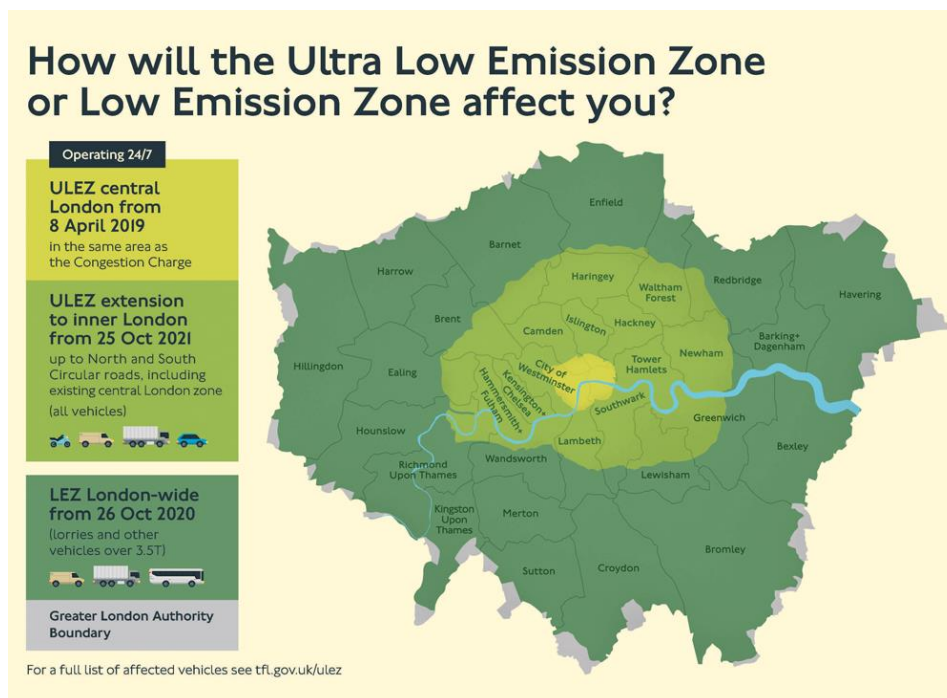 How will the Ultra Low Emission Zone
or Low Emission Zone affect you?
Operating 24/7
ULEZ central
London from
8 April 2019
in the same area as
the Congestion Charge
ULEZ extension
to inner London
from 25 Oct 2021
up to North and South
Circular roads, including
existing central London zone
(all vehicles)
LEZ London-wide
from 26 Oct 2020
(lorries and other
vehicles over 3.5T)
Greater London Authority
Boundary
For a full list of affected vehicles see tfl.gov.uk/ulez
Enfield
Barnet
Harrow
Haringey
Waltham
Forest
Redbridge
Havering
Brent
Camden
Islington
Hackney
Barking+
Dagenham
Hillingdon
Ealing
City of
Westminster
Tower
Hamlets
Newham
Kensington+
Chelsea
Hammersmith+
Fulham
Southwark
Greenwich
Hounslow
Lambeth
Bexley
Richmond
Upon Thames
Wandsworth
Lewisham
Kingston
Upon
Thames
Merton
Bromley
Sutton
Croydon